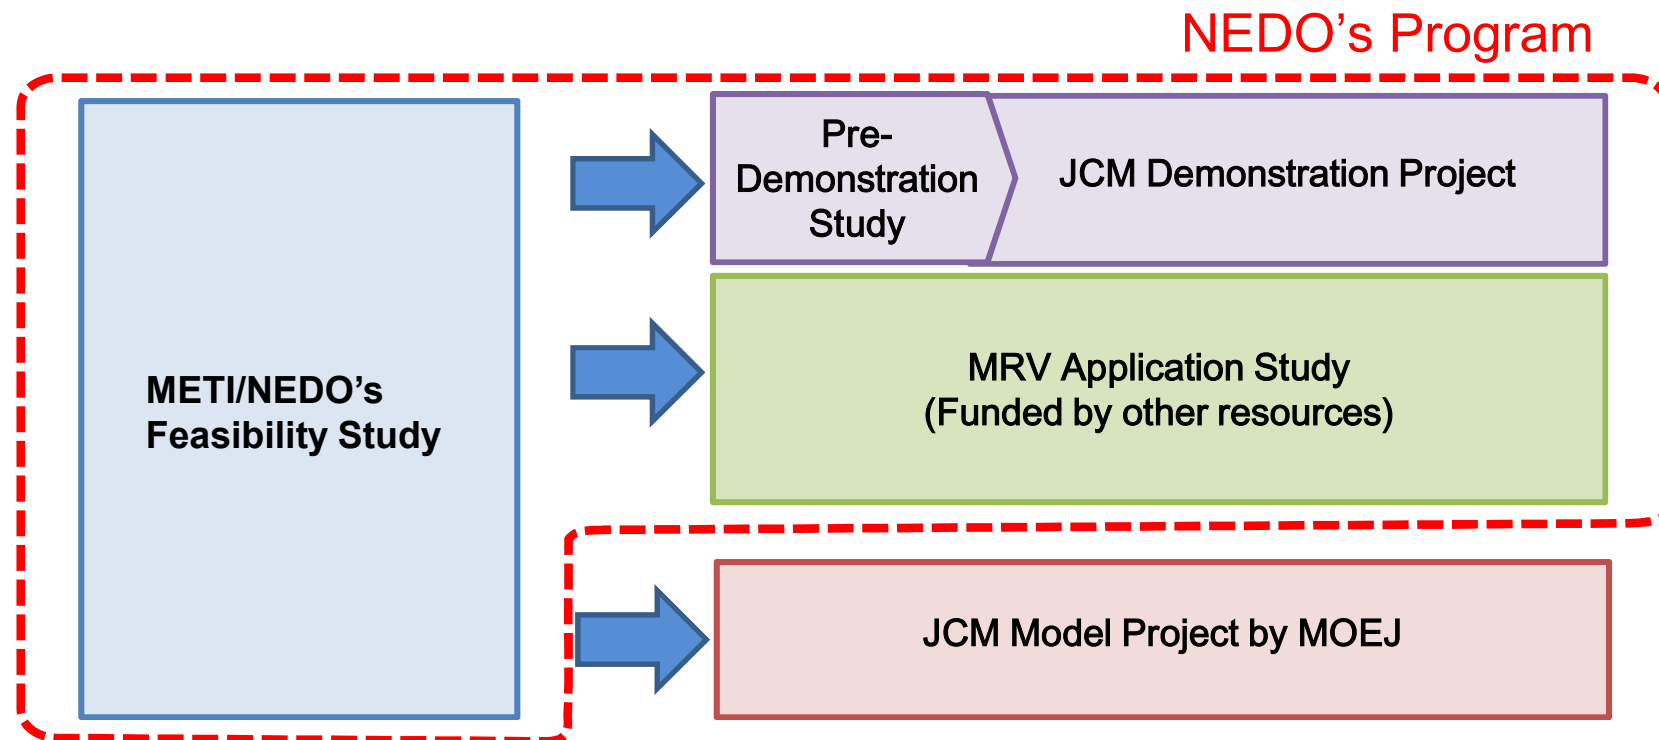 NEDO’s Program
METI/NEDO’s
Feasibility Study
Pre-
Demonstration
Study
JCM Demonstration Project
MRV Application Study
(Funded by other resources)
JCM Model Project by MOEJ